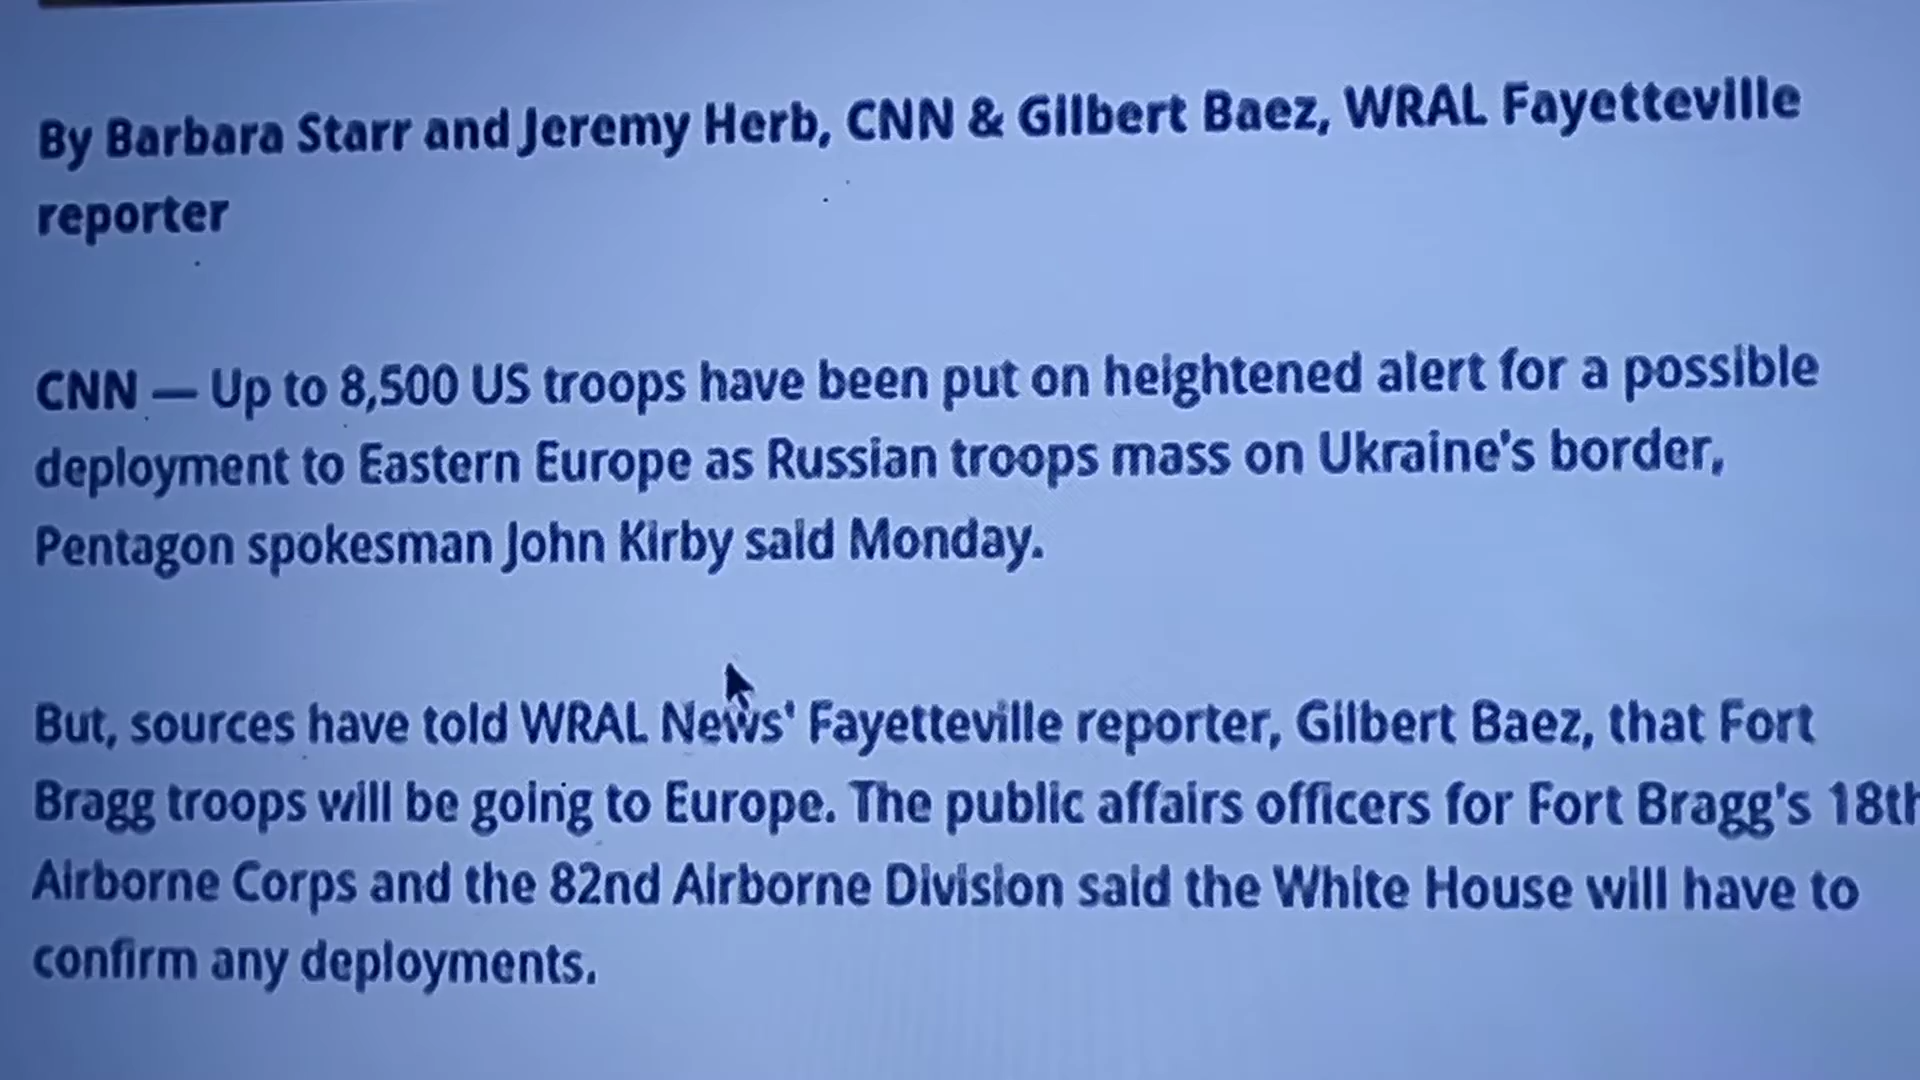 By Barbara Starr and Jeremy Herb, CNN & Gilbert Baez, WRAL Fayetteville
reporter
CNN — Up to 8,500 US troops have been put on heightened alert for a possible
deployment to Eastern Europe as Russian troops mass on Ukraine's border,
Pentagon spokesman John Kirby said Monday.
But, sources have told WRAL News' Fayetteville reporter, Gilbert Baez, that Fort
Bragg troops will be going to Europe. The public affairs officers for Fort Bragg's 18th
Airborne Corps and the 82nd Airborne Division said the White House will have to
confirm any deployments.